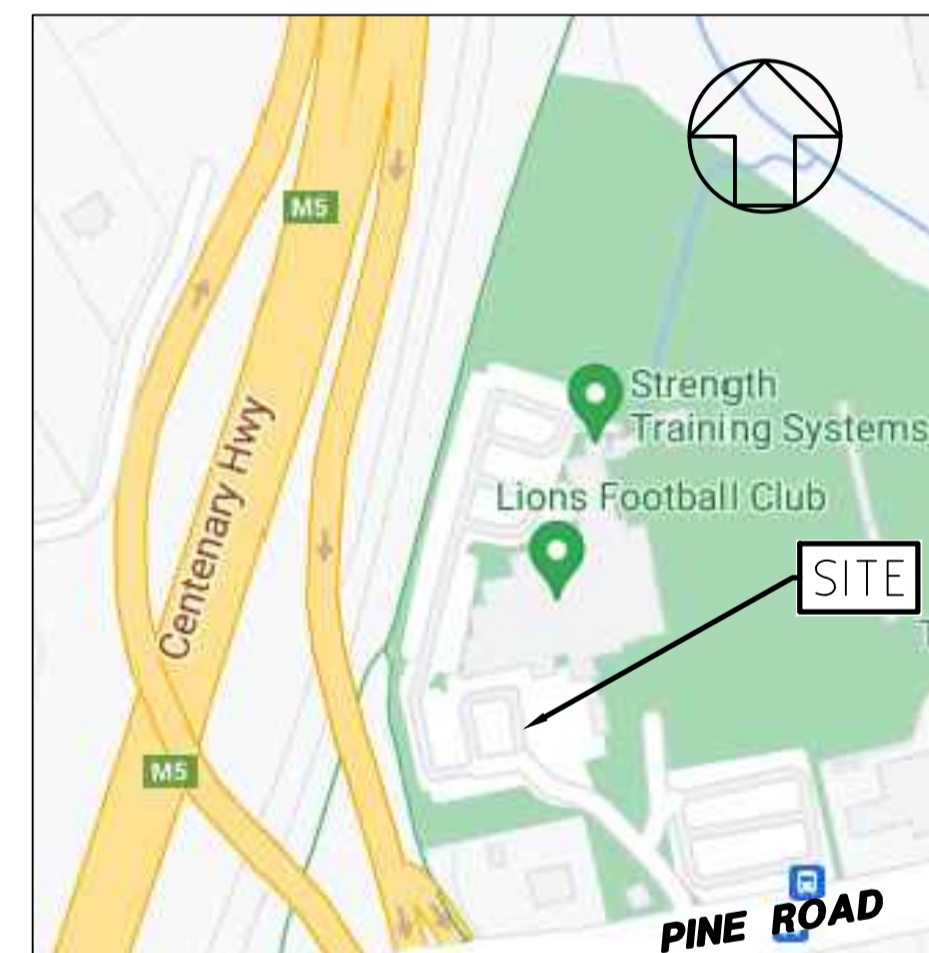 M5
Centenary Hwy
Strength
Training Systems
Lions Football Club
SITE
M5
PINE ROAD